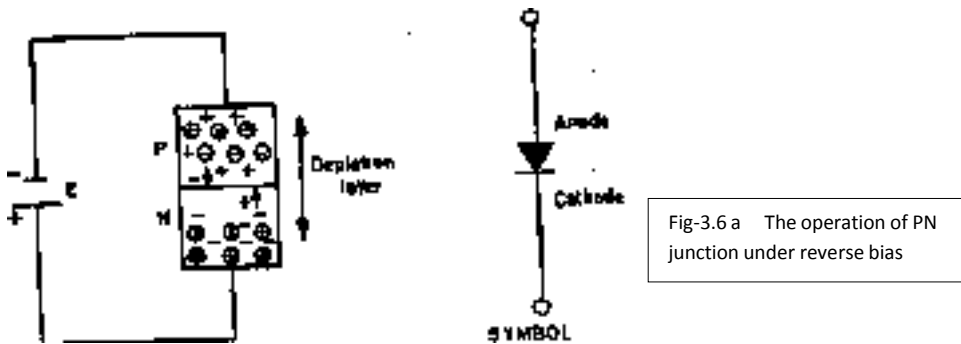 P
Depletion
layer
E
N
Anode
Cathode
SYMBOL
Fig-3.6 a The operation of PN
junction under reverse bias